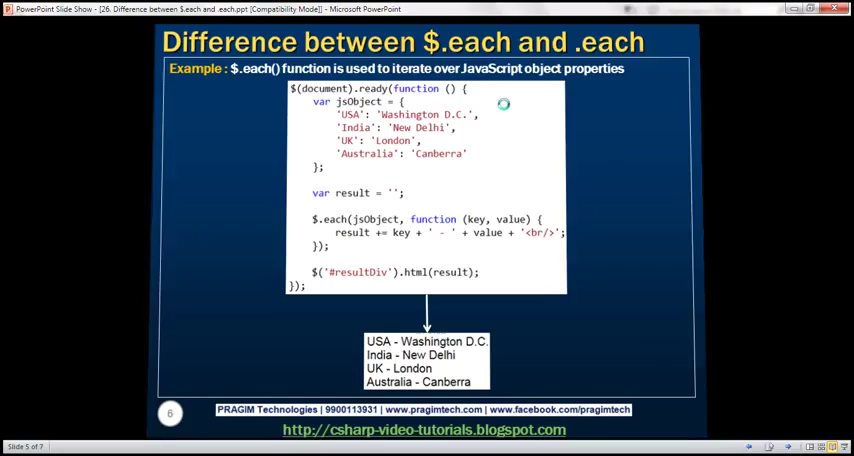 PowerPoint Slide Show - [26. Difference between $.each and .each.ppt [Compatibility Mode]] - Microsoft PowerPoint
Difference between $.each and .each
Example : $.each() function is used to iterate over JavaScript object properties
$(document).ready(function () {
var jsObject = {
'USA': 'Washington D.C.',
'India': 'New Delhi',
'UK': 'London',
'Australia': 'Canberra'
};
var result = '';
$.each(jsObject, function (key, value) {
result += key + ' - ' + value + '<br/>';
});
$('#resultDiv').html(result);
});
USA - Washington D.C.
India - New Delhi
UK - London
Australia - Canberra
6
PRAGIM Technologies | 9900113931 | www.pragimtech.com | www.facebook.com/pragimtech
http://csharp-video-tutorials.blogspot.com
Slide 5 of 7